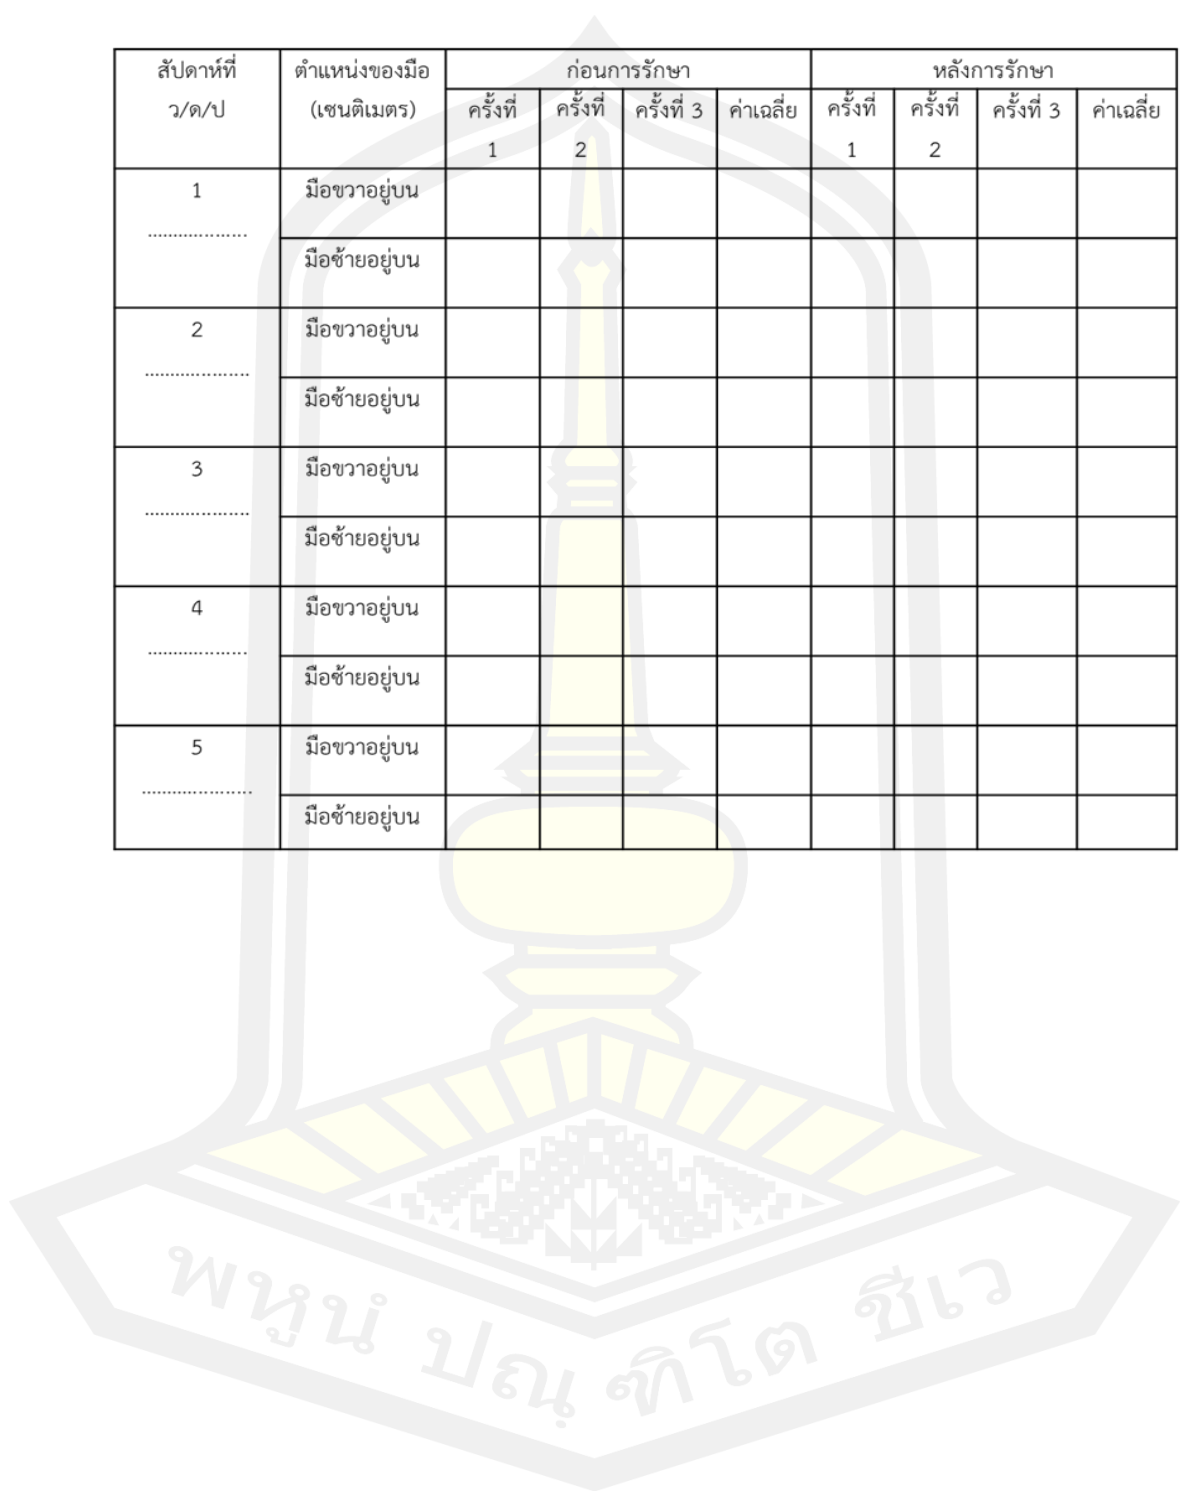 สัปดาห์ที่ ตำแหน่งของมือ ก่อนการรักษา หลังการรักษา
ว/ด/ป (เซนติเมตร) ครั้งที่ ครั้งที่ ครั้งที่ 3 ค่าเฉลี่ย ครั้งที่ ครั้งที่ ครั้งที่ 3 ค่าเฉลี่ย
1 2 1 2
1 มือขวาอยู่บน
...................
มือซ้ายอยู่บน
2 มือขวาอยู่บน
....................
มือซ้ายอยู่บน
3 มือขวาอยู่บน
....................
มือซ้ายอยู่บน
4 มือขวาอยู่บน
...................
มือซ้ายอยู่บน
5 มือขวาอยู่บน
.....................
มือซ้ายอยู่บน
พหูนํ ปณฺฑิโต ชีเว